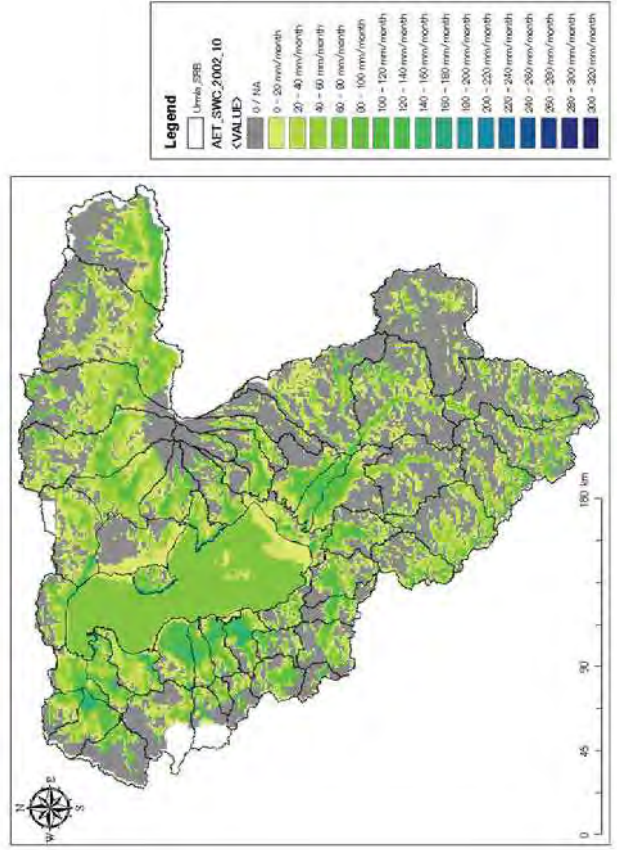 N
W E
S
0 45 90 180 km
Legend
Urmia_SRB
AET_SWC_2002_10
<VALUE>
0 / NA
0 - 20 mm/month
20 - 40 mm/month
40 - 60 mm/month
60 - 80 mm/month
80 - 100 mm/month
100 - 120 mm/month
120 - 140 mm/month
140 - 160 mm/month
160 - 180 mm/month
180 - 200 mm/month
200 - 220 mm/month
220 - 240 mm/month
240 - 260 mm/month
260 - 280 mm/month
280 - 300 mm/month
300 - 320 mm/month